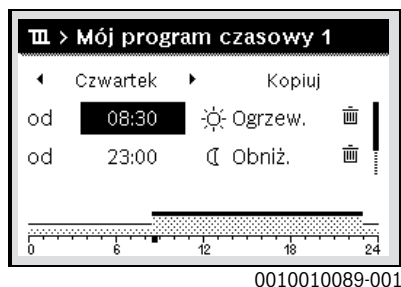 > Mój program czasowy 1
Czwartek Kopiuj
od 08:30 Ogrzew.
od 23:00 Obniż.
0 6 12 18 24
0010010089-001